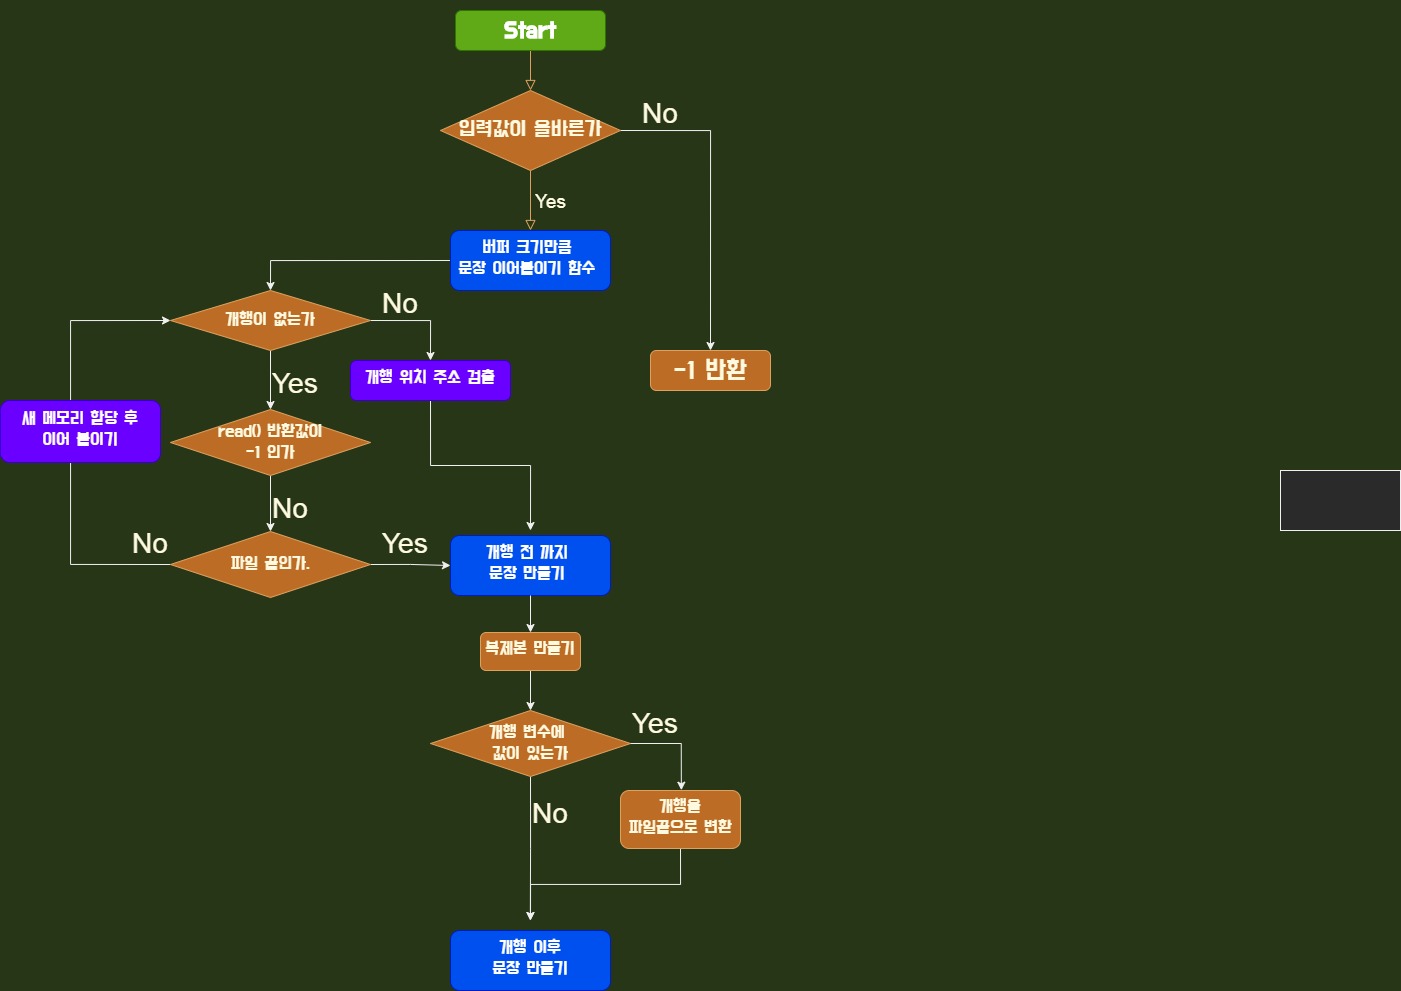 Start
입력값이 올바른가
No
Yes
버퍼 크기만큼
문장 이어붙이기 함수
개행이 없는가
No
Yes
개행 위치 주소 검출
-1 반환
새 메모리 할당 후
이어 붙이기
read() 반환값이
-1 인가
No
No
파일 끝인가.
Yes
개행 전 까지
문장 만들기
복제본 만들기
개행 변수에
값이 있는가
Yes
No
개행을
파일끝으로 변환
개행 이후
문장 만들기